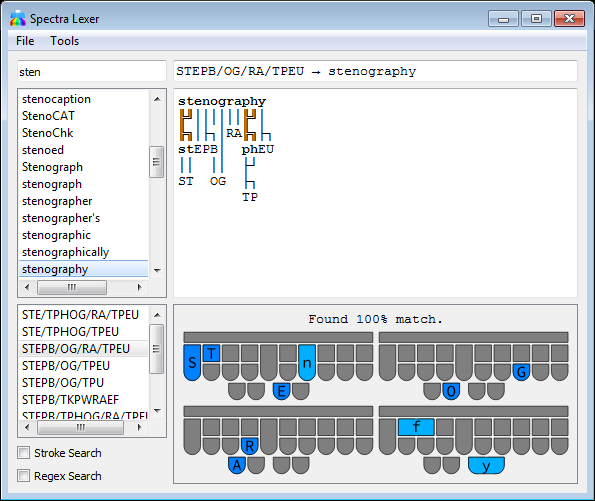 Spectra Lexer
File Tools
sten
STEPB/OG/RA/TPEU → stenography
stenocaption
StenoCAT
StenoChk
stenoed
Stenograph
stenograph
stenographer
stenographer's
stenographic
stenographically
stenography
stenography
RA
stEPB phEU
ST OG
TP
STE/TPHOG/RA/TPEU
STE/TPHOG/TPEU
STEPB/OG/RA/TPEU
STEPB/OG/TPEU
STEPB/OG/TPU
STEPB/TKPWRAEF
STEPB/TPHOG/RA/TPEU
Found 100% match.
S T n
E
G
O
R
A
f
y
Stroke Search
Regex Search